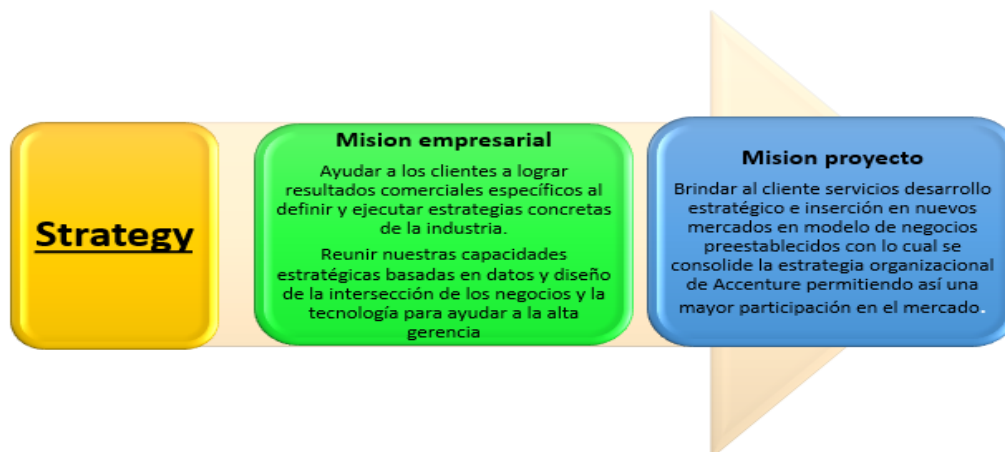 Strategy
Mision empresarial
Ayudar a los clientes a lograr
resultados comerciales específicos al
definir y ejecutar estrategias concretas
de la industria.
Reunir nuestras capacidades
estratégicas basadas en datos y diseño
de la intersección de los negocios y la
tecnología para ayudar a la alta
gerencia
Mision proyecto
Brindar al cliente servicios desarrollo
estratégico e inserción en nuevos
mercados en modelo de negocios
preestablecidos con lo cual se
consolide la estrategia organizacional
de Accenture permitiendo así una
mayor participación en el mercado.